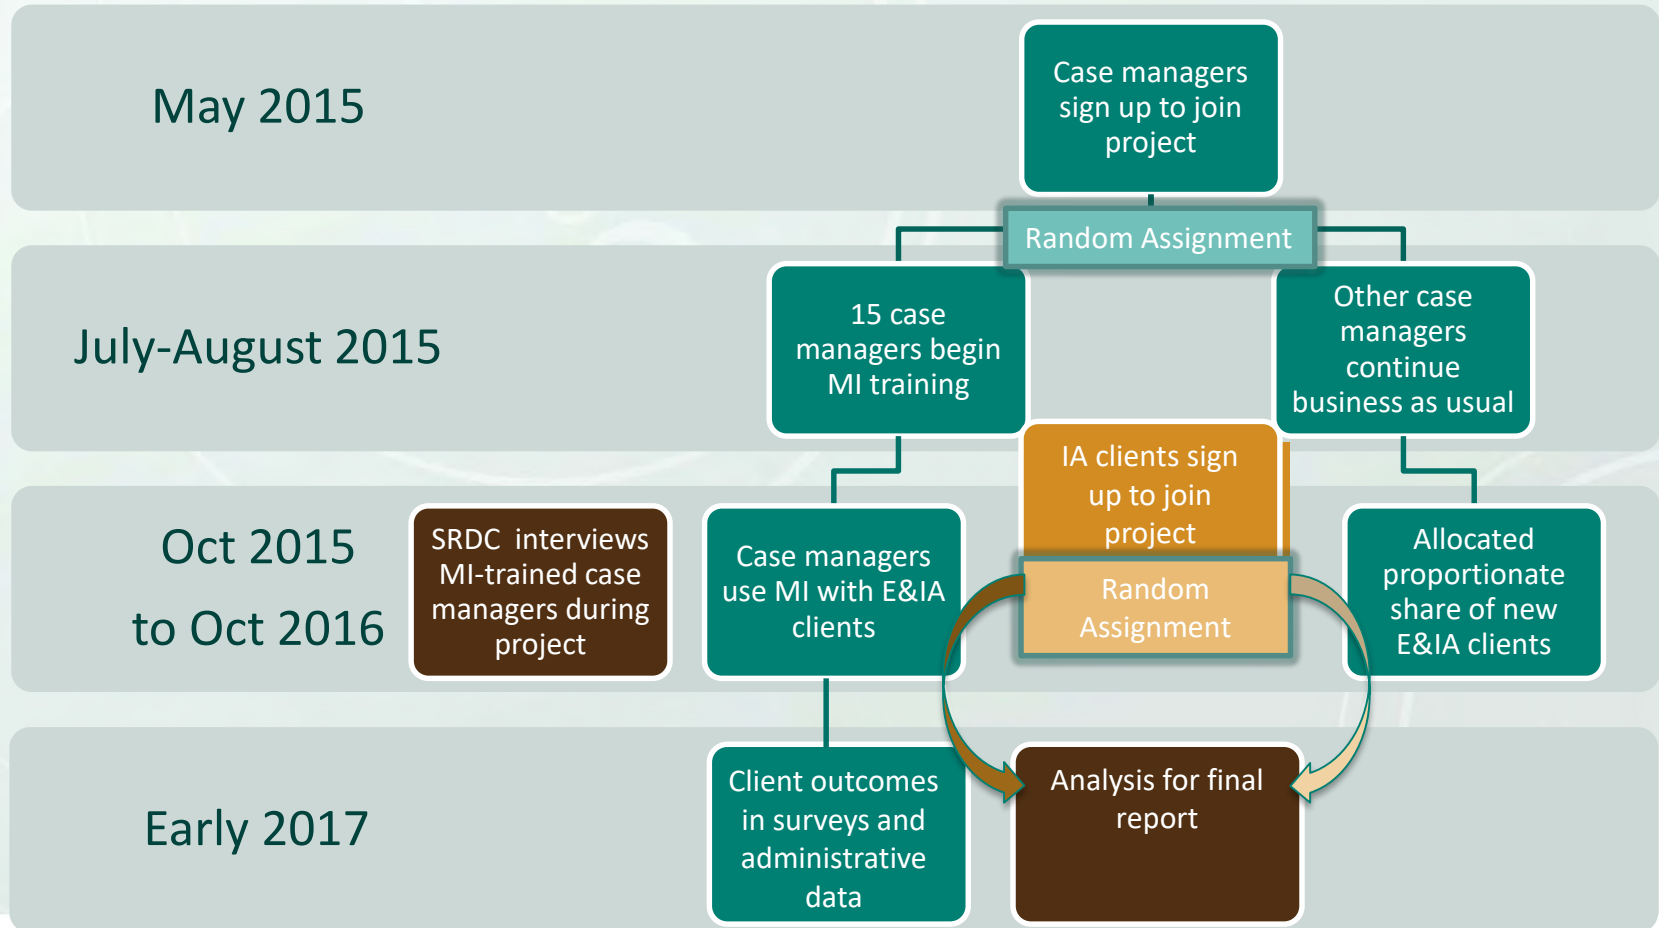 May 2015
Case managers
sign up to join
project
Random Assignment
July-August 2015
15 case
managers begin
MI training
Other case
managers
continue
business as usual
IA clients sign
up to join
project
Oct 2015
to Oct 2016
SRDC interviews
MI-trained case
managers during
project
Case managers
use MI with E&IA
clients
Random
Assignment
Allocated
proportionate
share of new
E&IA clients
Early 2017
Client outcomes
in surveys and
administrative
data
Analysis for final
report